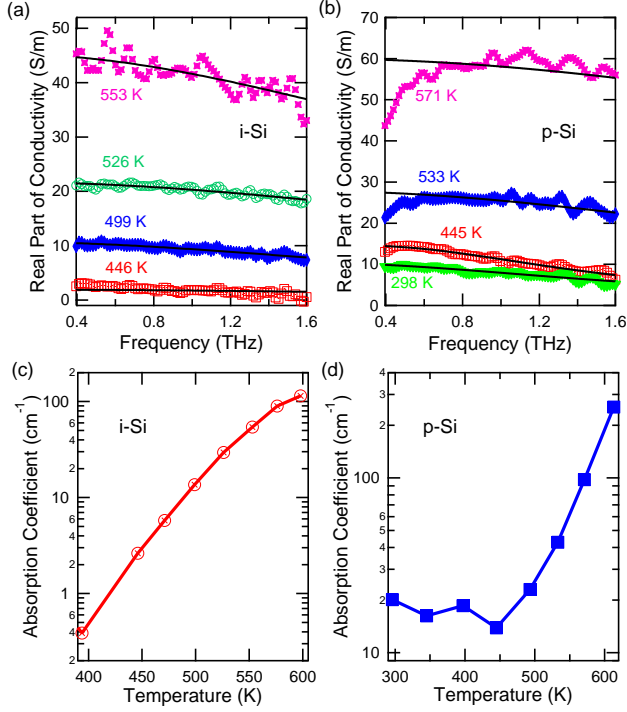 (a)
Real Part of Conductivity (S/m)
50
40
30
20
10
0
553 K
i-Si
526 K
499 K
446 K
0.4 0.8 1.2 1.6
Frequency (THz)
(b)
Real Part of Conductivity (S/m)
70
60
50
40
30
20
10
0
571 K
p-Si
533 K
445 K
298 K
0.4 0.8 1.2 1.6
Frequency (THz)
(c)
Absorption Coefficient (cm⁻¹)
2
100
6
4
2
10
6
4
2
1
6
4
2
i-Si
400 450 500 550 600
Temperature (K)
(d)
Absorption Coefficient (cm⁻¹)
4
3
2
100
8
6
5
4
3
2
10
p-Si
300 400 500 600
Temperature (K)